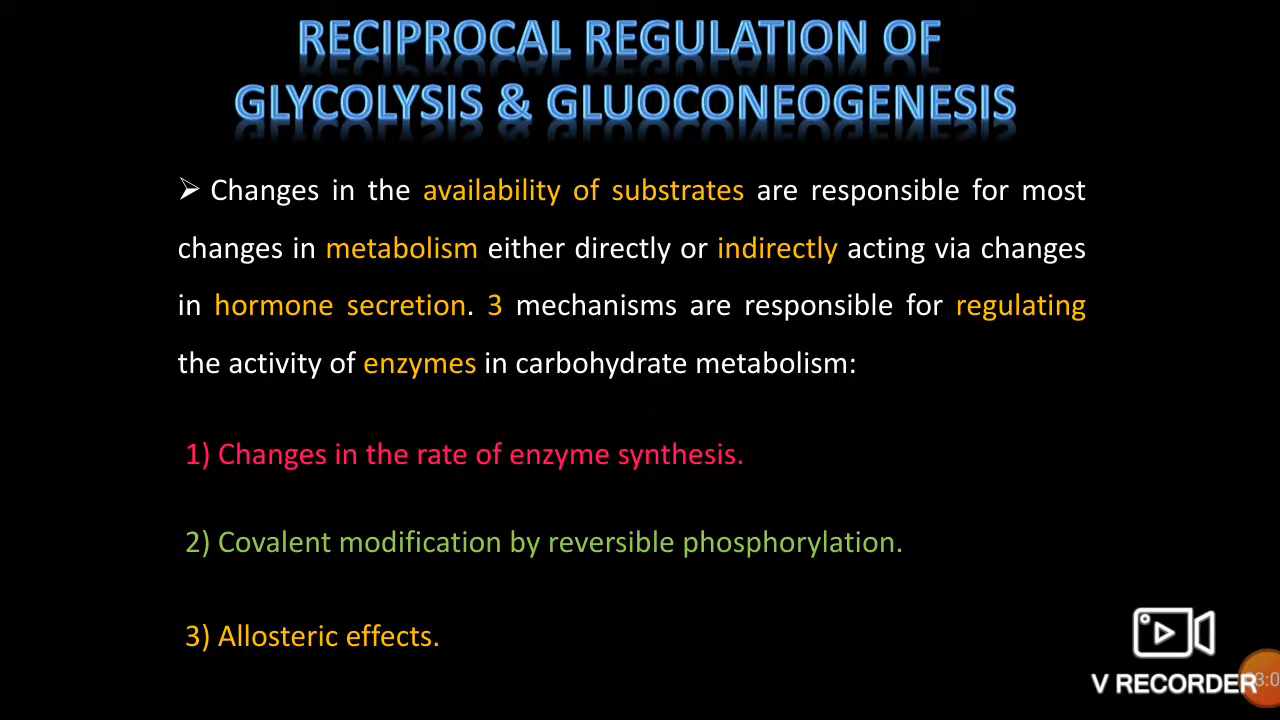 RECIPROCAL REGULATION OF
GLYCOLYSIS & GLUOCONEOGENESIS
➢ Changes in the availability of substrates are responsible for most
changes in metabolism either directly or indirectly acting via changes
in hormone secretion. 3 mechanisms are responsible for regulating
the activity of enzymes in carbohydrate metabolism:
1) Changes in the rate of enzyme synthesis.
2) Covalent modification by reversible phosphorylation.
3) Allosteric effects.
V RECORDER